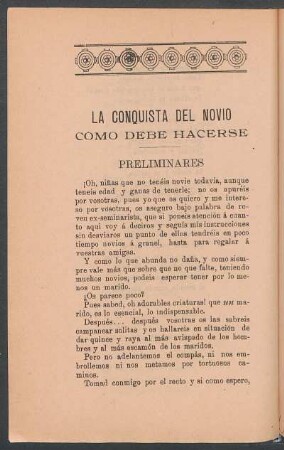 LA CONQUISTA DEL NOVIO
COMO DEBE HACERSE
PRELIMINARES
¡Oh, niñas que no tenéis novio todavía, aunque
teneis edad y ganas de tenerle; no os apuréis
por vosotras, pues yo que os quiero y me intere-
so por vosotras, os aseguro bajo palabra de re-
veu ex-seminarista, que si poneis atención á cuan-
to aquí voy á deciros y seguís mis instrucciones
sin desviaros un punto de ellas tendréis en poco
tiempo novios á granel, hasta para regalar á
vuestras amigas.
Y como lo que abunda no daña, y como siem-
pre vale más que sobre que no que falte, teniendo
muchos novios, podéis esperar tener por lo me-
nos un marido.
¿Os parece poco?
Pues sabed, oh adorables criaturas! que un ma-
rido, es lo esencial, lo indispensable.
Después.... después vosotras os las subreis
campanear solitas y os hallaréis en situación de
dar quince y raya al más avispado de los hom-
bres y al más escamón de los maridos.
Pero no adelantemos el compás, ni nos em-
brollemos ni nos metamos por tortuosos ca-
minos.
Tomad conmigo por el recto y si como espero,